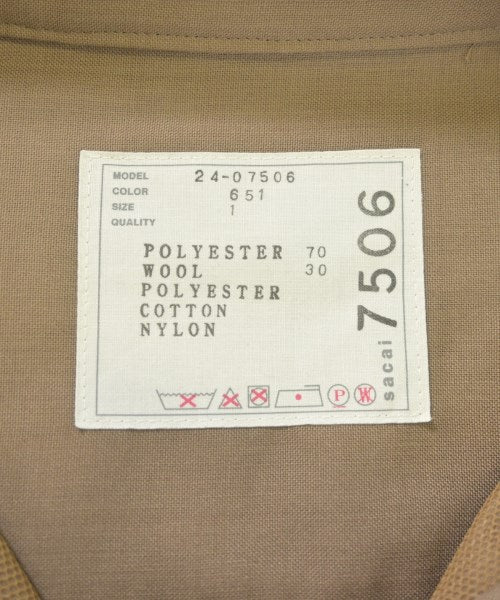 MODEL 24-07506
COLOR 651
SIZE 1
QUALITY
POLYESTER 70
WOOL 30
POLYESTER
COTTON
NYLON
P W
sacai 7506